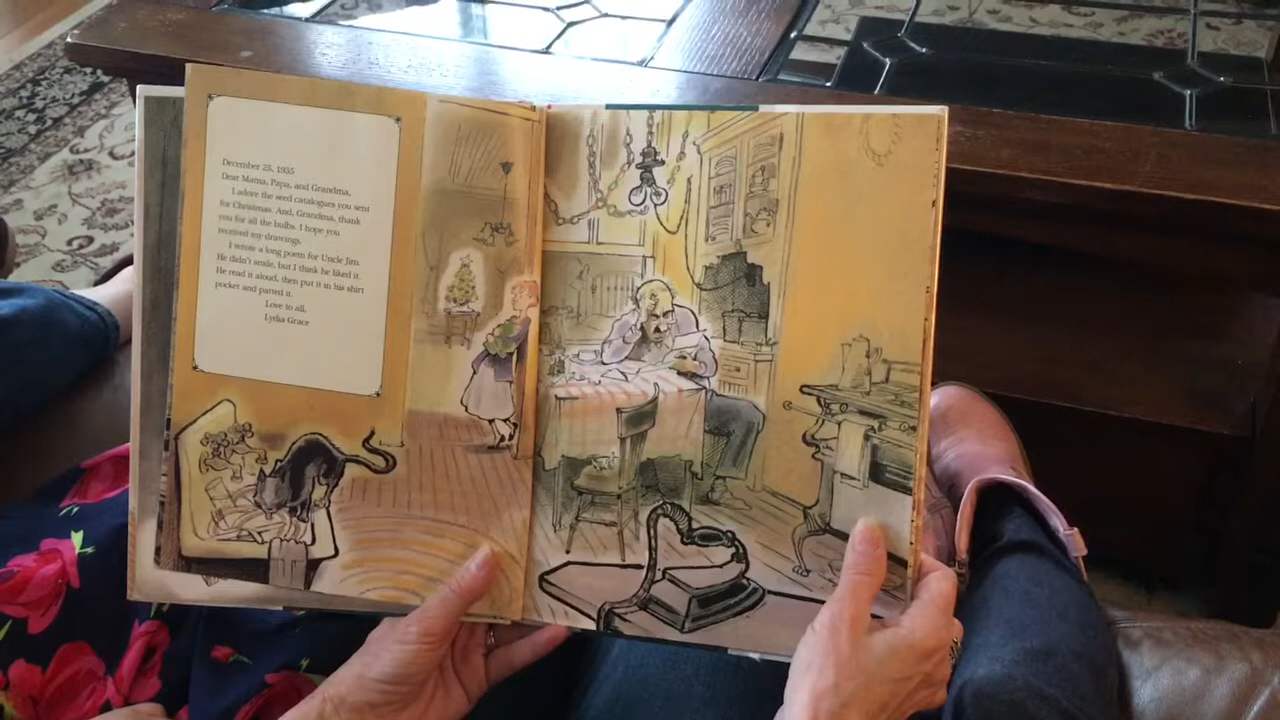 December 25, 1935
Dear Mama, Papa, and Grandma,
I adore the seed catalogues you sent
for Christmas. And, Grandma, thank
you for all the bulbs. I hope you
received my drawings.
I wrote a long poem for Uncle Jim.
He didn't smile, but I think he liked it.
He read it aloud, then put it in his shirt
pocket and patted it.
Love to all,
Lydia Grace